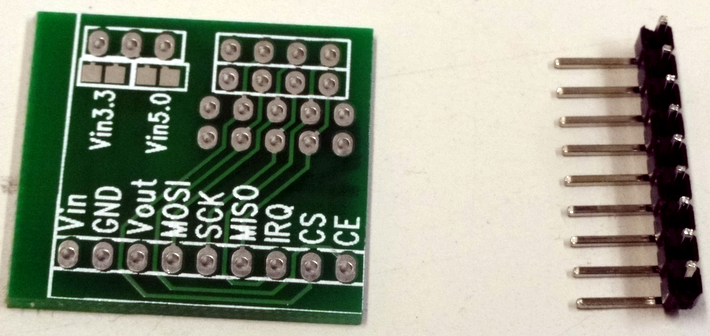 Vin3.3
Vin5.0
Vin
GND
Vout
MOSI
SCK
MISO
IRQ
CS
CE